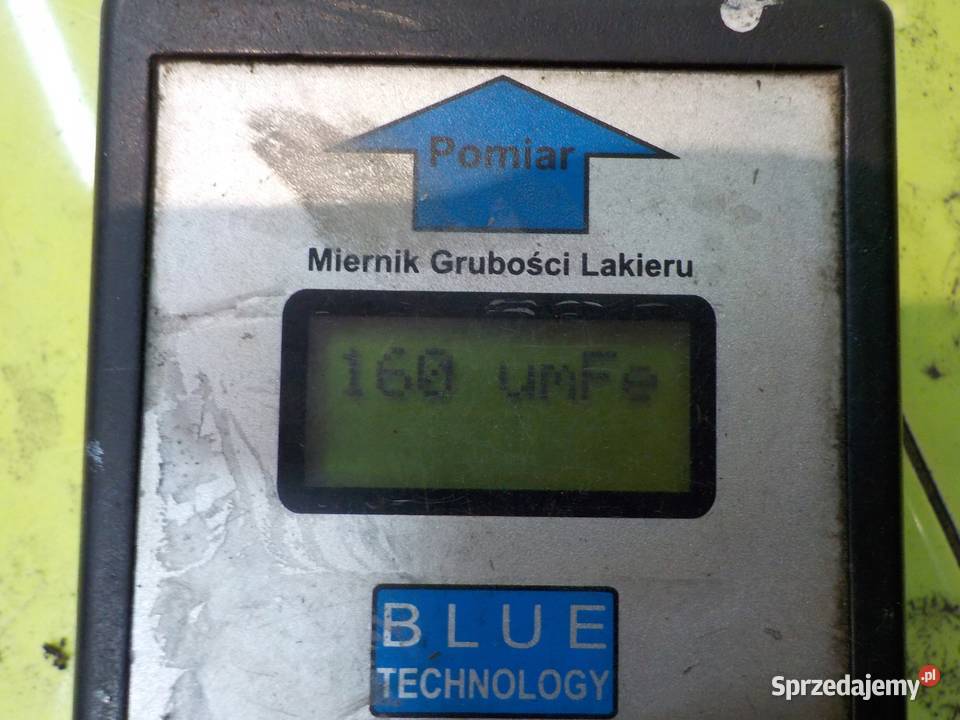 Pomiar
Miernik Grubości Lakieru
160 umFe
BLUE
TECHNOLOGY
Sprzedajemy.pl